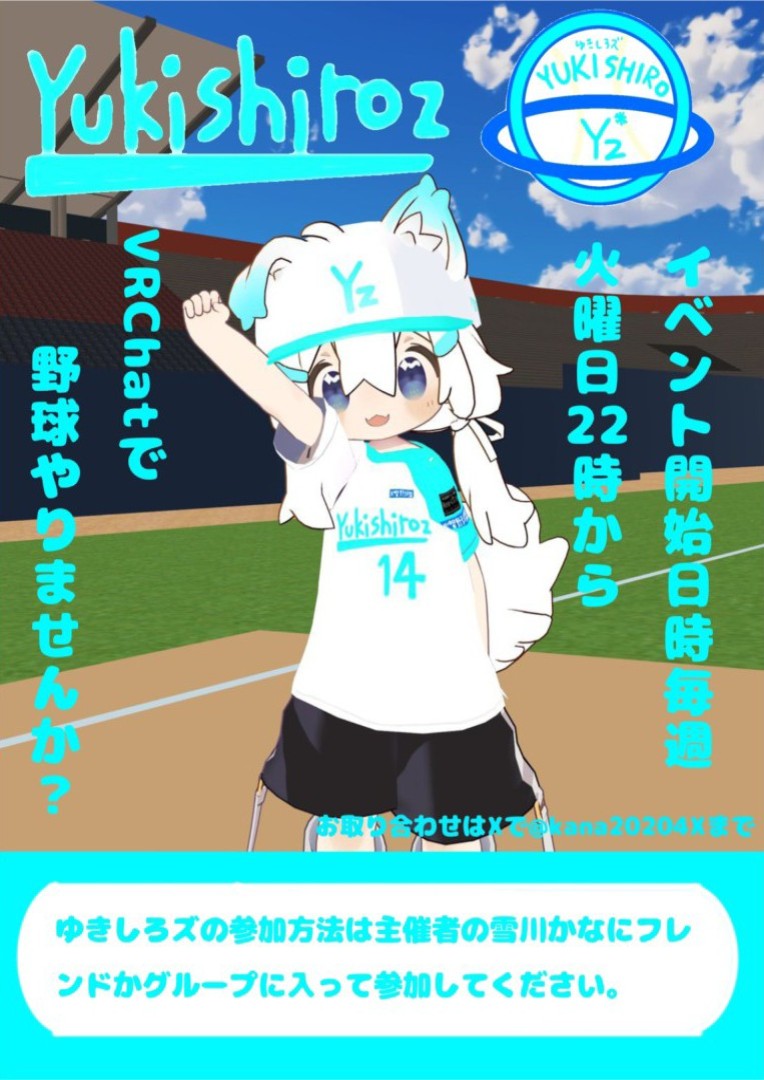 Yukishiroz
ゆきしろズ
YUKISHIRO
Yz*
イベント開始日時毎週
火曜日22時から
VRChatで
野球やりませんか？
Yz
Yukishiroz
14
お取り合わせはXで@kana20204Xまで
ゆきしろズの参加方法は主催者の雪川かなにフレ
ンドかグループに入って参加してください。